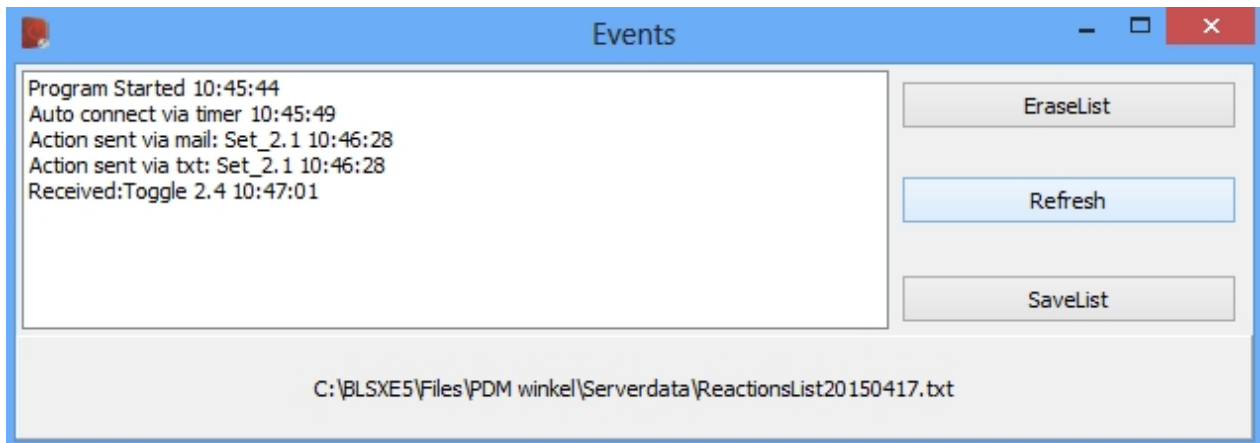 Events
Program Started 10:45:44
Auto connect via timer 10:45:49
Action sent via mail: Set_2.1 10:46:28
Action sent via txt: Set_2.1 10:46:28
Received:Toggle 2.4 10:47:01
EraseList
Refresh
SaveList
C:\BLSXE5\Files\PDM winkel\Serverdata\ReactionsList20150417.txt